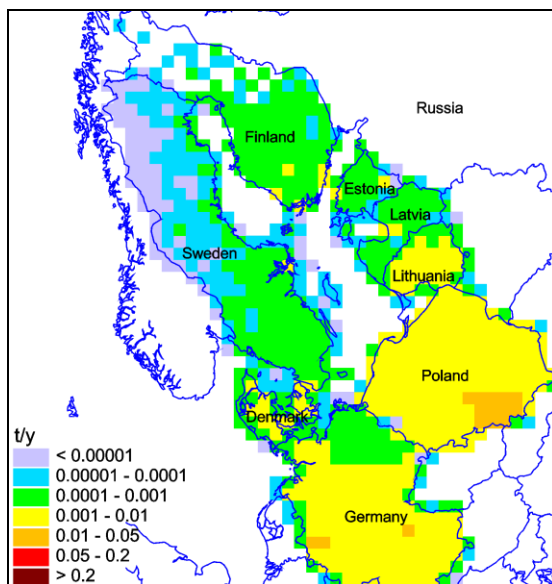 Russia
Finland
Estonia
Latvia
Sweden
Lithuania
Poland
Denmark
Germany
t/y
< 0.00001
0.00001 - 0.0001
0.0001 - 0.001
0.001 - 0.01
0.01 - 0.05
0.05 - 0.2
> 0.2